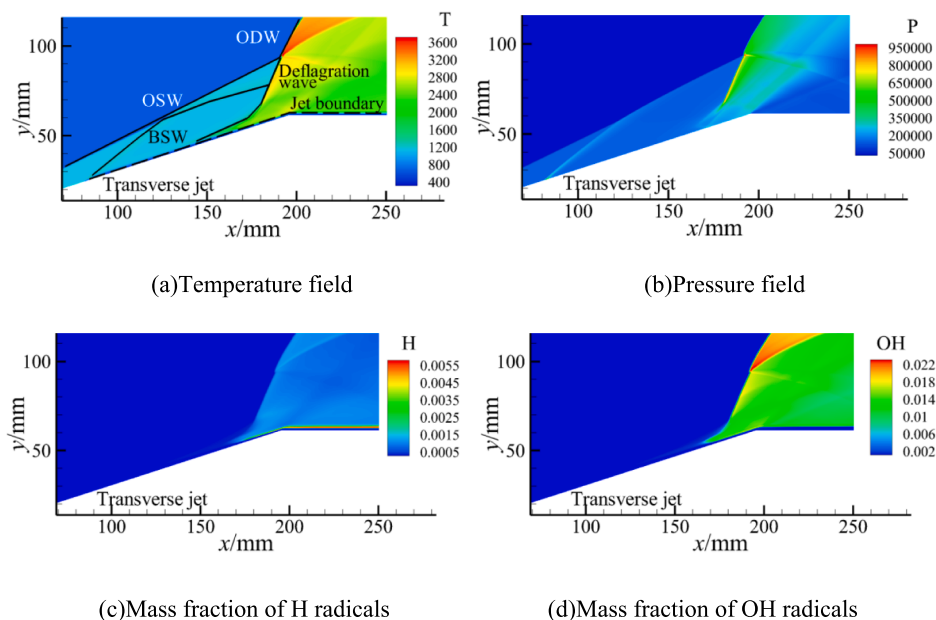 T
3600
3200
2800
2400
2000
1600
1200
800
400
ODW
OSW
BSW
Deflagration
wave
Jet boundary
Transverse jet
100
50
y/mm
100
150
200
250
x/mm
(a)Temperature field
P
950000
800000
650000
500000
350000
200000
50000
Transverse jet
100
50
y/mm
100
150
200
250
x/mm
(b)Pressure field
H
0.0055
0.0045
0.0035
0.0025
0.0015
0.0005
Transverse jet
100
50
y/mm
100
150
200
250
x/mm
(c)Mass fraction of H radicals
OH
0.022
0.018
0.014
0.01
0.006
0.002
Transverse jet
100
50
y/mm
100
150
200
250
x/mm
(d)Mass fraction of OH radicals